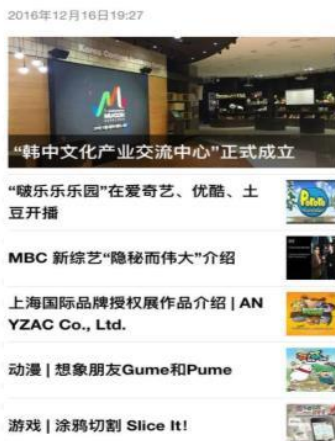 2016年12月16日19:27
“韩中文化产业交流中心”正式成立
“啵乐乐乐园”在爱奇艺、优酷、土
豆开播
MBC 新综艺“隐秘而伟大”介绍
上海国际品牌授权展作品介绍 | AN
YZAC Co., Ltd.
动漫 | 想象朋友Gume和Pume
游戏 | 涂鸦切割 Slice It!